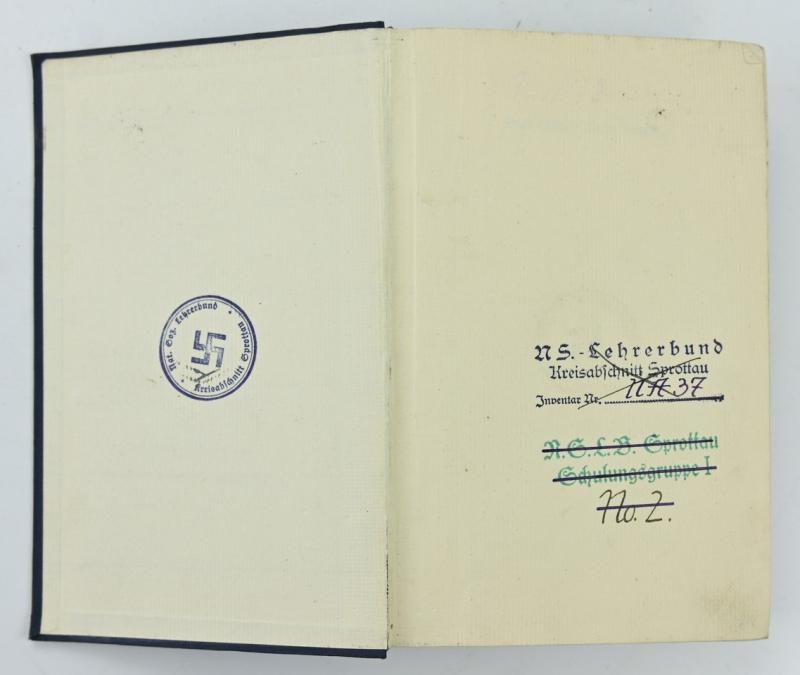 Nat. Soz. Lehrerbund
Kreisabschnitt Sprottau
NS.-Lehrerbund
Kreisabschnitt Sprottau
Inventar Nr. 37
N.S.L.B. Sprottau
Schulungsgruppe I
No. 2.